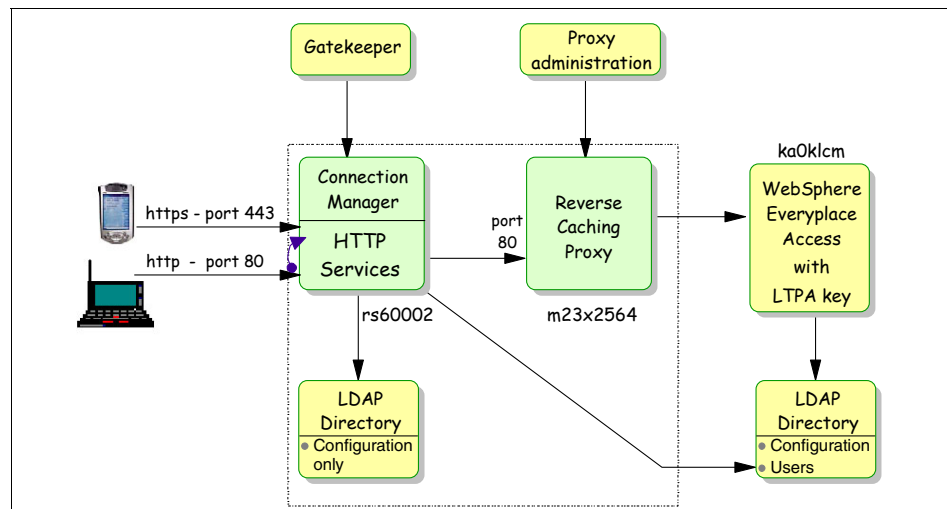 Gatekeeper
Proxy
administration
Connection
Manager
HTTP
Services
https - port 443
http - port 80
port
80
Reverse
Caching
Proxy
ka0klcm
WebSphere
Everyplace
Access
with
LTPA key
rs60002
m23x2564
LDAP
Directory
Configuration
only
LDAP
Directory
Configuration
Users